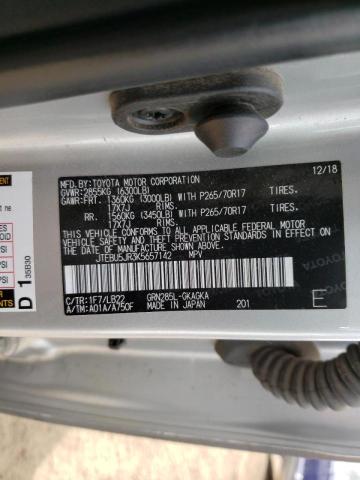 MFD.BY:TOYOTA MOTOR CORPORATION 12/18
GVWR:2855KG (6300LB)
GAWR:FRT. 1360KG (3000LB) WITH P265/70R17 TIRES.
17X7J
RR. 1560KG (3450LB) WITH P265/70R17 TIRES.
17X7J
THIS VEHICLE CONFORMS TO ALL APPLICABLE FEDERAL MOTOR
VEHICLE SAFETY, BUMPER, AND THEFT PREVENTION STANDARDS
IN EFFECT ON THE DATE OF MANUFACTURE SHOWN ABOVE.
JTEBU5JR3K5657142 MPV
C/TR:1F7/LB22 GRN285L-GKAGKA
A/TM:A01A/A750F MADE IN JAPAN 201
E
D 1
35B30